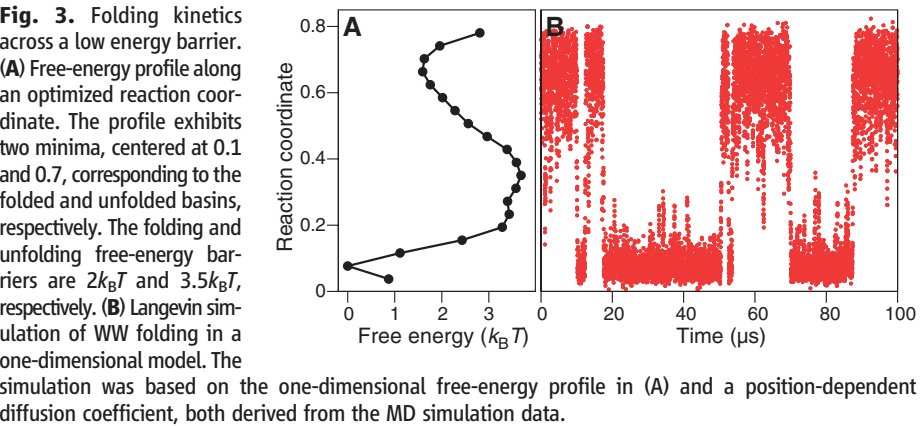 Fig. 3. Folding kinetics
across a low energy barrier.
(A) Free-energy profile along
an optimized reaction coor-
dinate. The profile exhibits
two minima, centered at 0.1
and 0.7, corresponding to the
folded and unfolded basins,
respectively. The folding and
unfolding free-energy bar-
riers are 2kBT and 3.5kBT,
respectively. (B) Langevin sim-
ulation of WW folding in a
one-dimensional model. The
simulation was based on the one-dimensional free-energy profile in (A) and a position-dependent
diffusion coefficient, both derived from the MD simulation data.
A
B
Reaction coordinate
0.8
0.6
0.4
0.2
0
0 1 2 3
Free energy (kBT)
0 20 40 60 80 100
Time (µs)